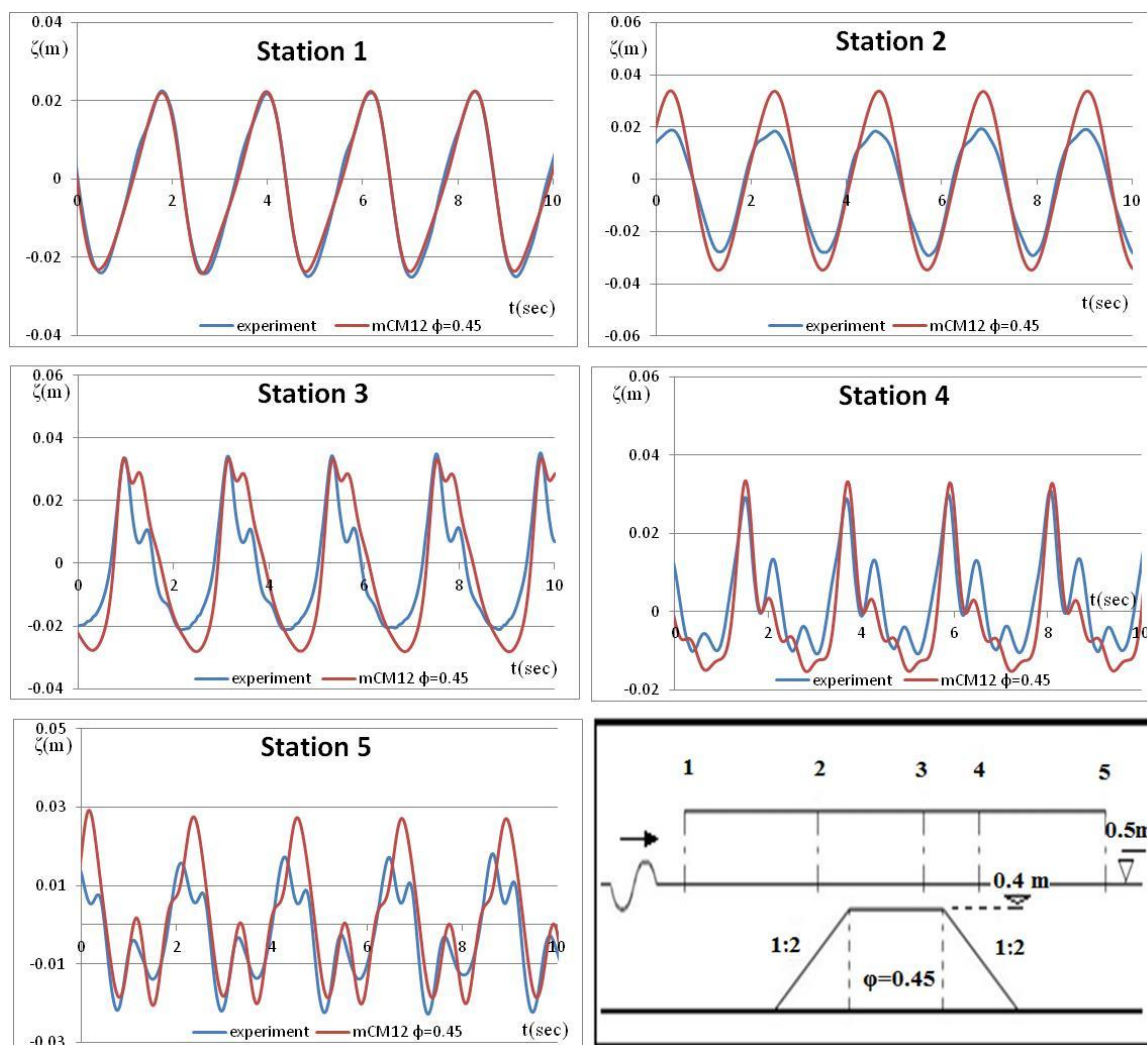 Station 1
ζ(m)
0.04
0.02
0
-0.02
-0.04
0 2 4 6 8 10
t(sec)
experiment mCM12 ϕ=0.45
Station 2
ζ(m)
0.06
0.04
0.02
0
-0.02
-0.04
-0.06
0 2 4 6 8 10
t(sec)
experiment mCM12 ϕ=0.45
Station 3
ζ(m)
0.06
0.04
0.02
0
-0.02
-0.04
0 2 4 6 8 10
t(sec)
experiment mCM12 ϕ=0.45
Station 4
ζ(m)
0.06
0.04
0.02
0
-0.02
0 2 4 6 8 10
t(sec)
experiment mCM12 ϕ=0.45
Station 5
ζ(m)
0.05
0.03
0.01
-0.01
-0.03
0 2 4 6 8 10
t(sec)
experiment mCM12 ϕ=0.45
1 2 3 4 5
0.5m
0.4 m
1:2 1:2
φ=0.45